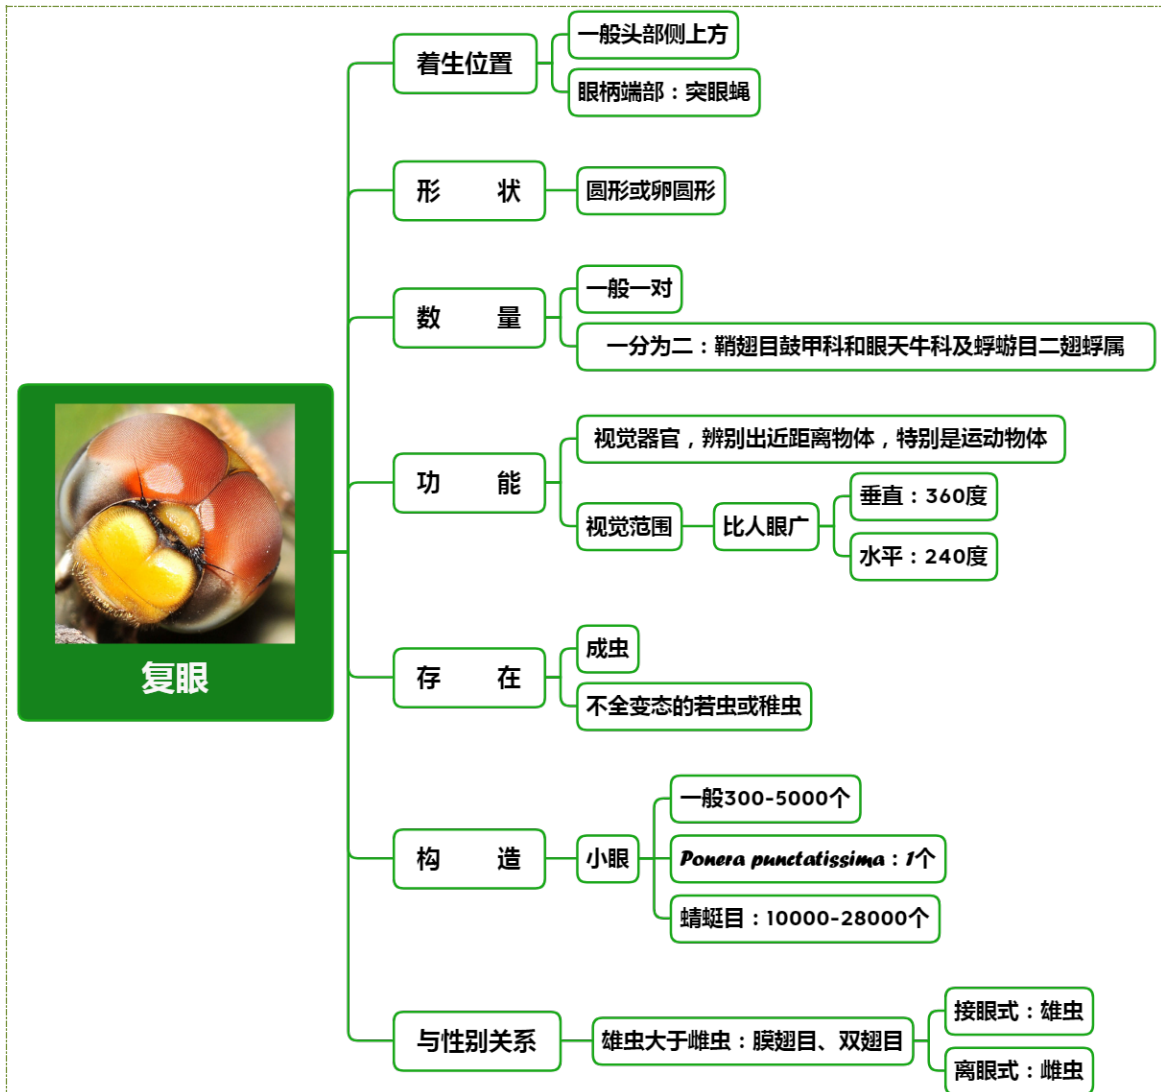 复眼
着生位置
一般头部侧上方
眼柄端部：突眼蝇
形 状
圆形或卵圆形
数 量
一般一对
一分为二：鞘翅目鼓甲科和眼天牛科及蜉蝣目二翅蜉属
功 能
视觉器官，辨别出近距离物体，特别是运动物体
视觉范围
比人眼广
垂直：360度
水平：240度
存 在
成虫
不全变态的若虫或稚虫
构 造
小眼
一般300-5000个
Ponera punctatissima：1个
蜻蜓目：10000-28000个
与性别关系
雄虫大于雌虫：膜翅目、双翅目
接眼式：雄虫
离眼式：雌虫